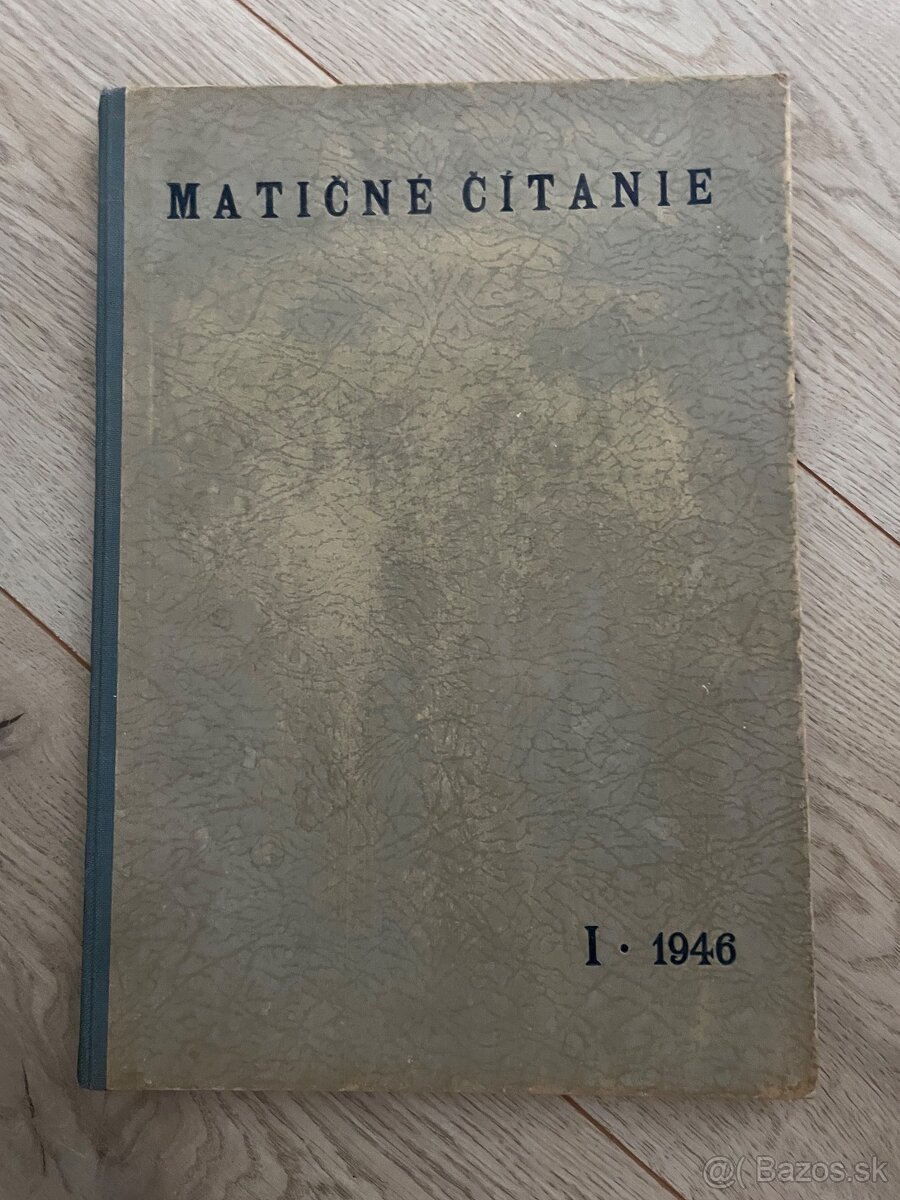 MATIČNÉ ČÍTANIE
I · 1946
@( Bazos.sk